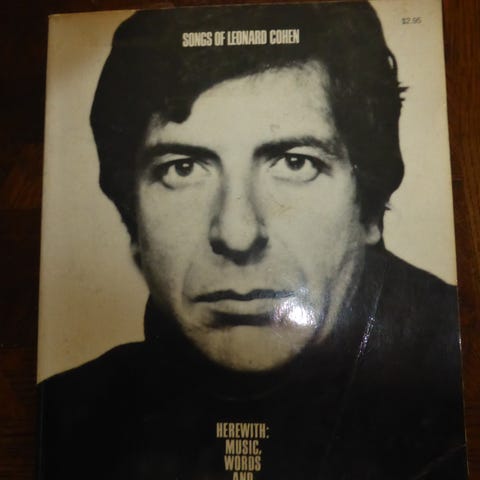 $2.95
SONGS OF LEONARD COHEN
HEREWITH:
MUSIC,
WORDS
AND